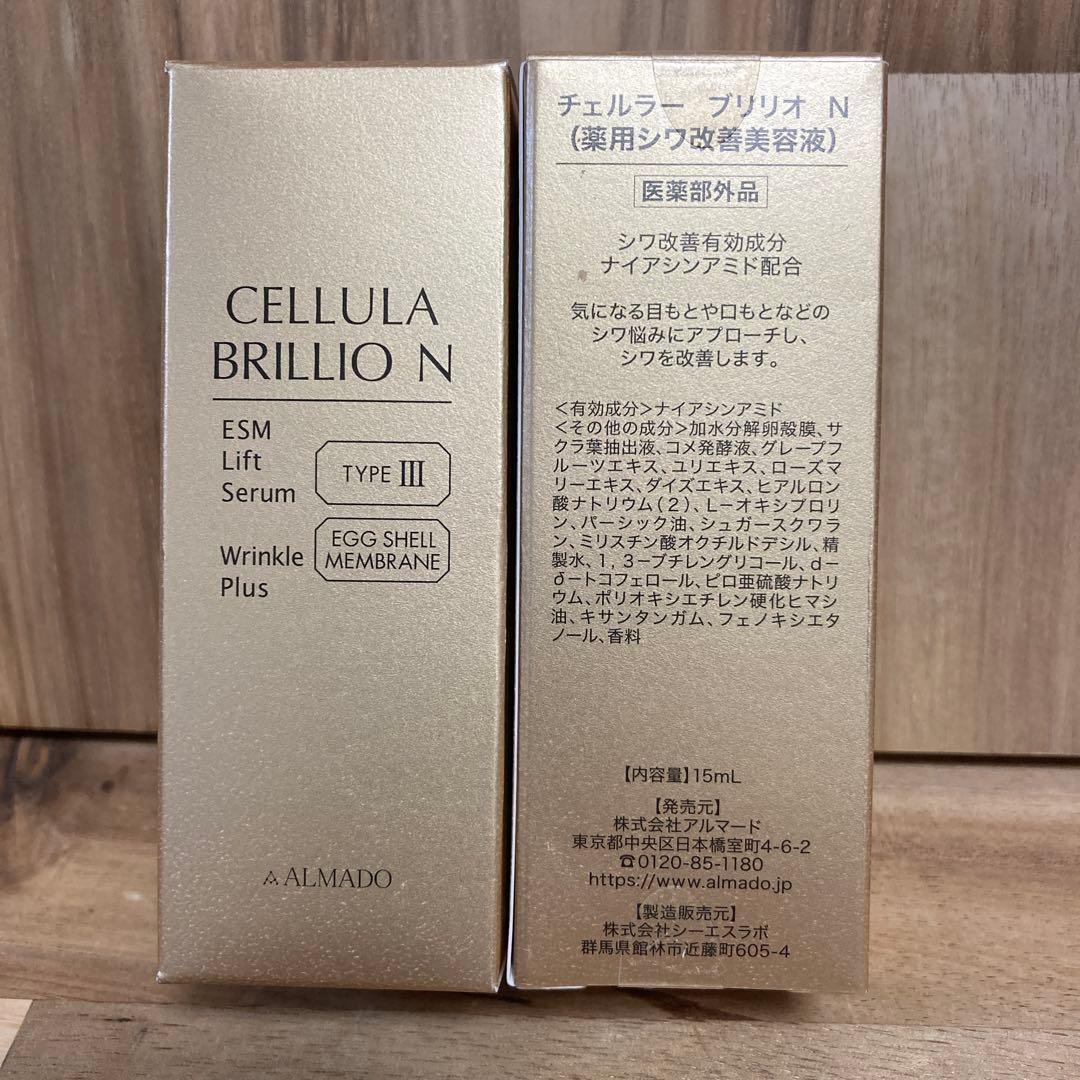 CELLULA
BRILLIO N
ESM
Lift
Serum
TYPE III
Wrinkle
Plus
EGG SHELL
MEMBRANE
ALMADO
チェルラー ブリリオ N
（薬用シワ改善美容液）
医薬部外品
シワ改善有効成分
ナイアシンアミド配合
気になる目もとや口もとなどの
シワ悩みにアプローチし、
シワを改善します。
＜有効成分＞ナイアシンアミド
＜その他の成分＞加水分解卵殻膜、サ
クラ葉抽出液、コメ発酵液、グレープフ
ルーツエキス、ユリエキス、ローズマ
リーエキス、ダイズエキス、ヒアルロン
酸ナトリウム（2）、L－オキシプロリ
ン、パーシック油、シュガースクワラ
ン、ミリスチン酸オクチルドデシル、精
製水、1，3－ブチレングリコール、d－
δ－トコフェロール、ピロ亜硫酸ナトリ
ウム、ポリオキシエチレン硬化ヒマシ
油、キサンタンガム、フェノキシエタ
ノール、香料
【内容量】15mL
【発売元】
株式会社アルマード
東京都中央区日本橋室町4-6-2
☎0120-85-1180
https://www.almado.jp
【製造販売元】
株式会社シーエスラボ
群馬県館林市近藤町605-4